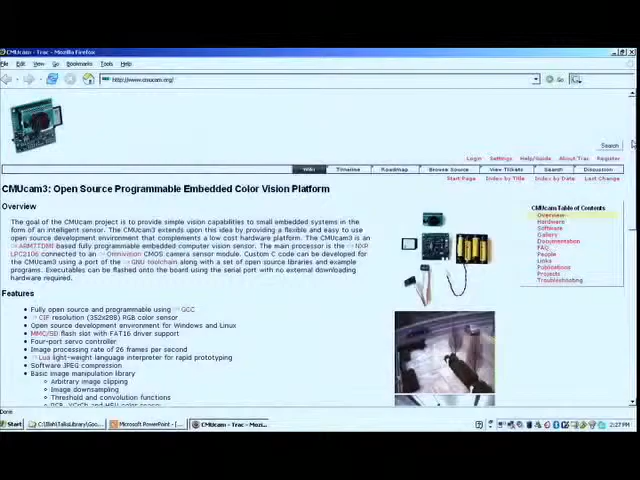 CMUcam - Trac - Mozilla Firefox
File Edit View Go Bookmarks Tools Help
http://www.cmucam.org/
Go
Search
Login Settings Help/Guide About Trac Register
Wiki Timeline Roadmap Browse Source View Tickets Search Discussion
Start Page Index by Title Index by Date Last Change
CMUcam3: Open Source Programmable Embedded Color Vision Platform
Overview
The goal of the CMUcam project is to provide simple vision capabilities to small embedded systems in the
form of an intelligent sensor. The CMUcam3 extends upon this idea by providing a flexible and easy to
use open source development environment that complements a low cost hardware platform. The CMUcam3 is an
ARM7TDMI based fully programmable embedded computer vision sensor. The main processor is the NXP
LPC2106 connected to an Omnivision CMOS camera sensor module. Custom C code can be developed for
the CMUcam3 using a port of the GNU toolchain along with a set of open source libraries and example
programs. Executables can be flashed onto the board using the serial port with no external downloading
hardware required.
CMUcam Table of Contents
Overview
Hardware
Software
Gallery
Documentation
FAQ
People
Links
Publications
Projects
Troubleshooting
Features
Fully open source and programmable using GCC
CIF resolution (352x288) RGB color sensor
Open source development environment for Windows and Linux
MMC/SD flash slot with FAT16 driver support
Four-port servo controller
Image processing rate of 26 frames per second
Lua light-weight language interpreter for rapid prototyping
Software JPEG compression
Basic image manipulation library
Arbitrary image clipping
Image downsampling
Threshold and convolution functions
Done
Start C:\Illah\TalksLibrary\Goo... Microsoft PowerPoint - [... CMUcam - Trac - Mozi... 2:27 PM